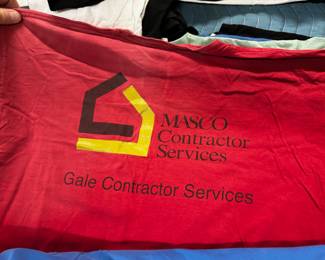 MASCO
Contractor
Services
Gale Contractor Services